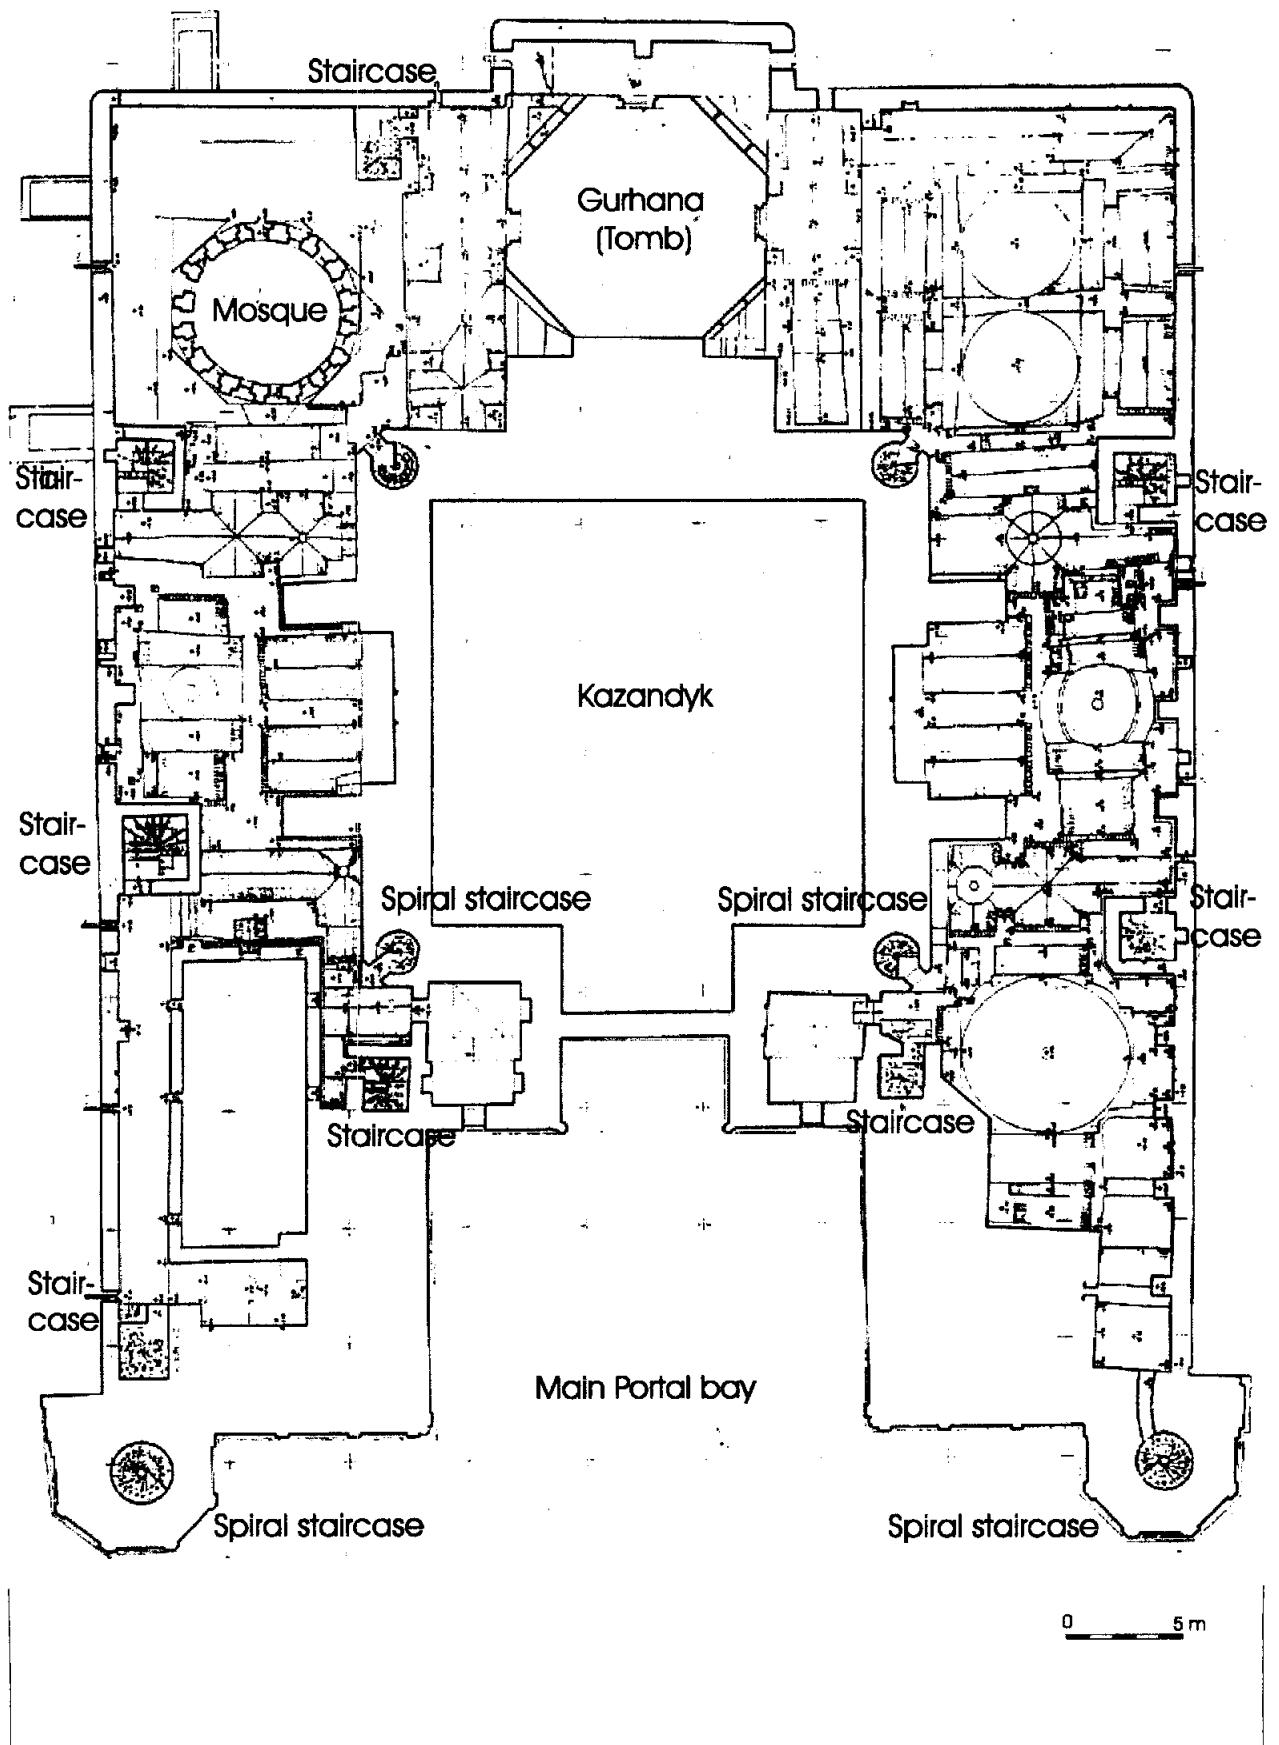 Staircase
Gurhana
(Tomb)
Mosque
Stair-
case
Stair-
case
Kazandyk
Stair-
case
Spiral staircase
Spiral staircase
Stair-
case
Staircase
Staircase
Stair-
case
Main Portal bay
Spiral staircase
Spiral staircase
0 5 m